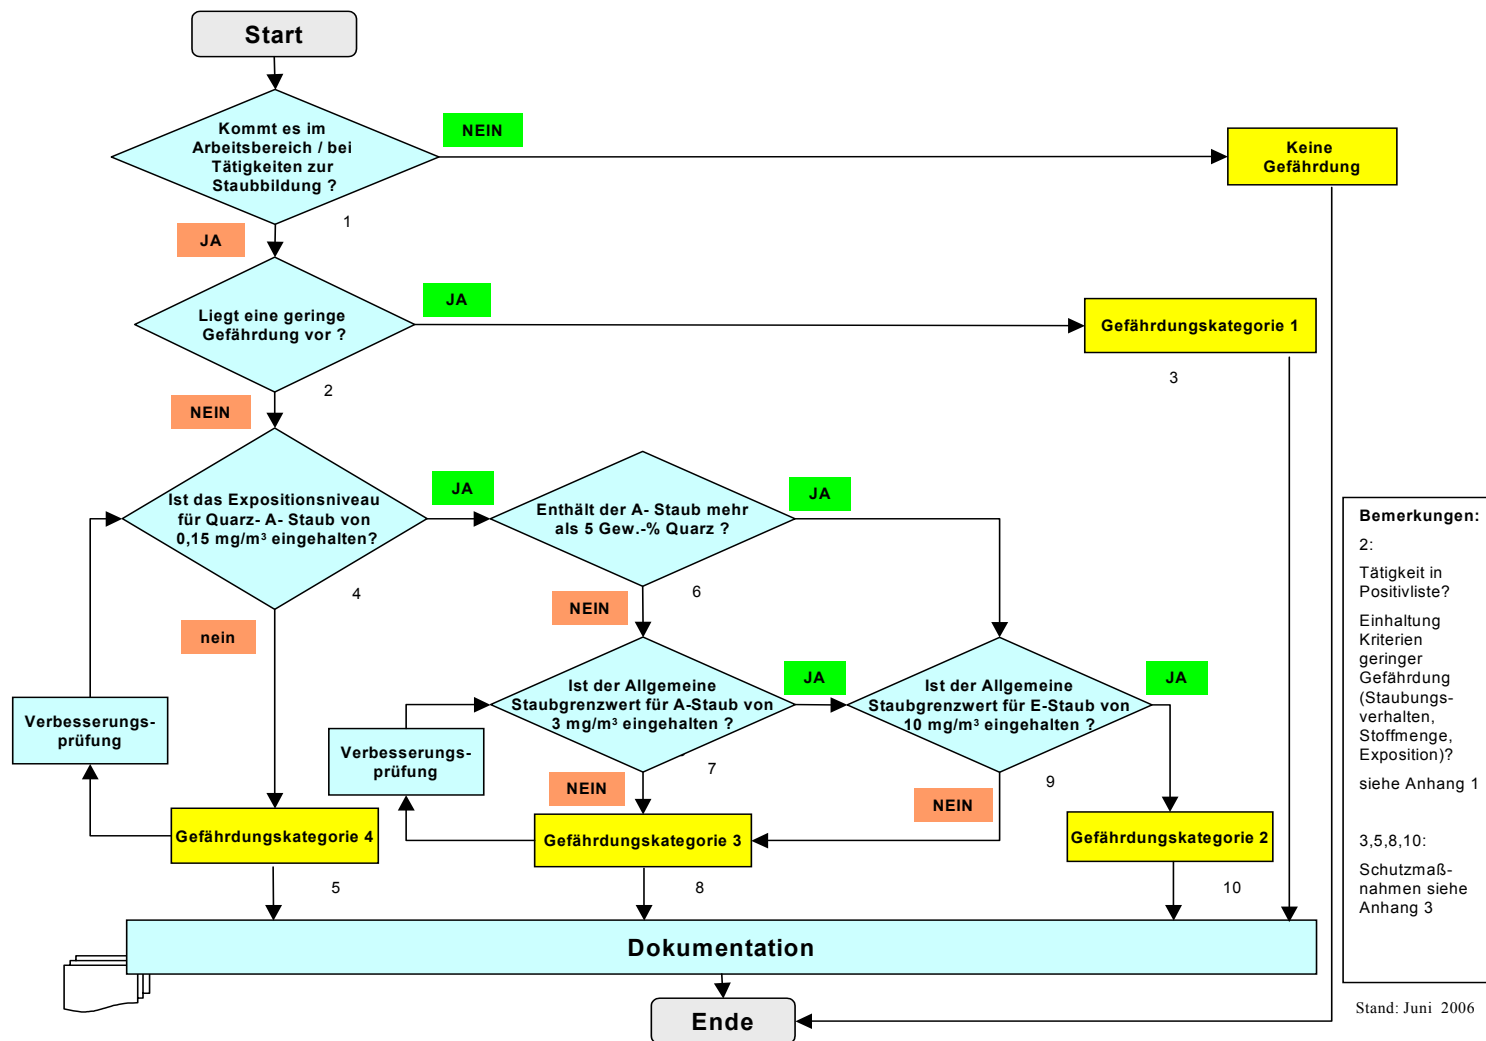 Start
Kommt es im
Arbeitsbereich / bei
Tätigkeiten zur
Staubbildung ?
1
NEIN
Keine
Gefährdung
JA
Liegt eine geringe
Gefährdung vor ?
2
JA
Gefährdungskategorie 1
3
NEIN
Ist das Expositionsniveau
für Quarz- A- Staub von
0,15 mg/m³ eingehalten?
4
JA
Enthält der A- Staub mehr
als 5 Gew.-% Quarz ?
6
JA
nein
NEIN
Ist der Allgemeine
Staubgrenzwert für A-Staub von
3 mg/m³ eingehalten ?
7
JA
Ist der Allgemeine
Staubgrenzwert für E-Staub von
10 mg/m³ eingehalten ?
9
JA
Verbesserungs-
prüfung
Verbesserungs-
prüfung
NEIN
NEIN
Gefährdungskategorie 4
5
Gefährdungskategorie 3
8
Gefährdungskategorie 2
10
Dokumentation
Ende
Bemerkungen:
2:
Tätigkeit in
Positivliste?
Einhaltung
Kriterien
geringer
Gefährdung
(Staubungs-
verhalten,
Stoffmenge,
Exposition)?
siehe Anhang 1
3,5,8,10:
Schutzmaß-
nahmen siehe
Anhang 3
Stand: Juni 2006